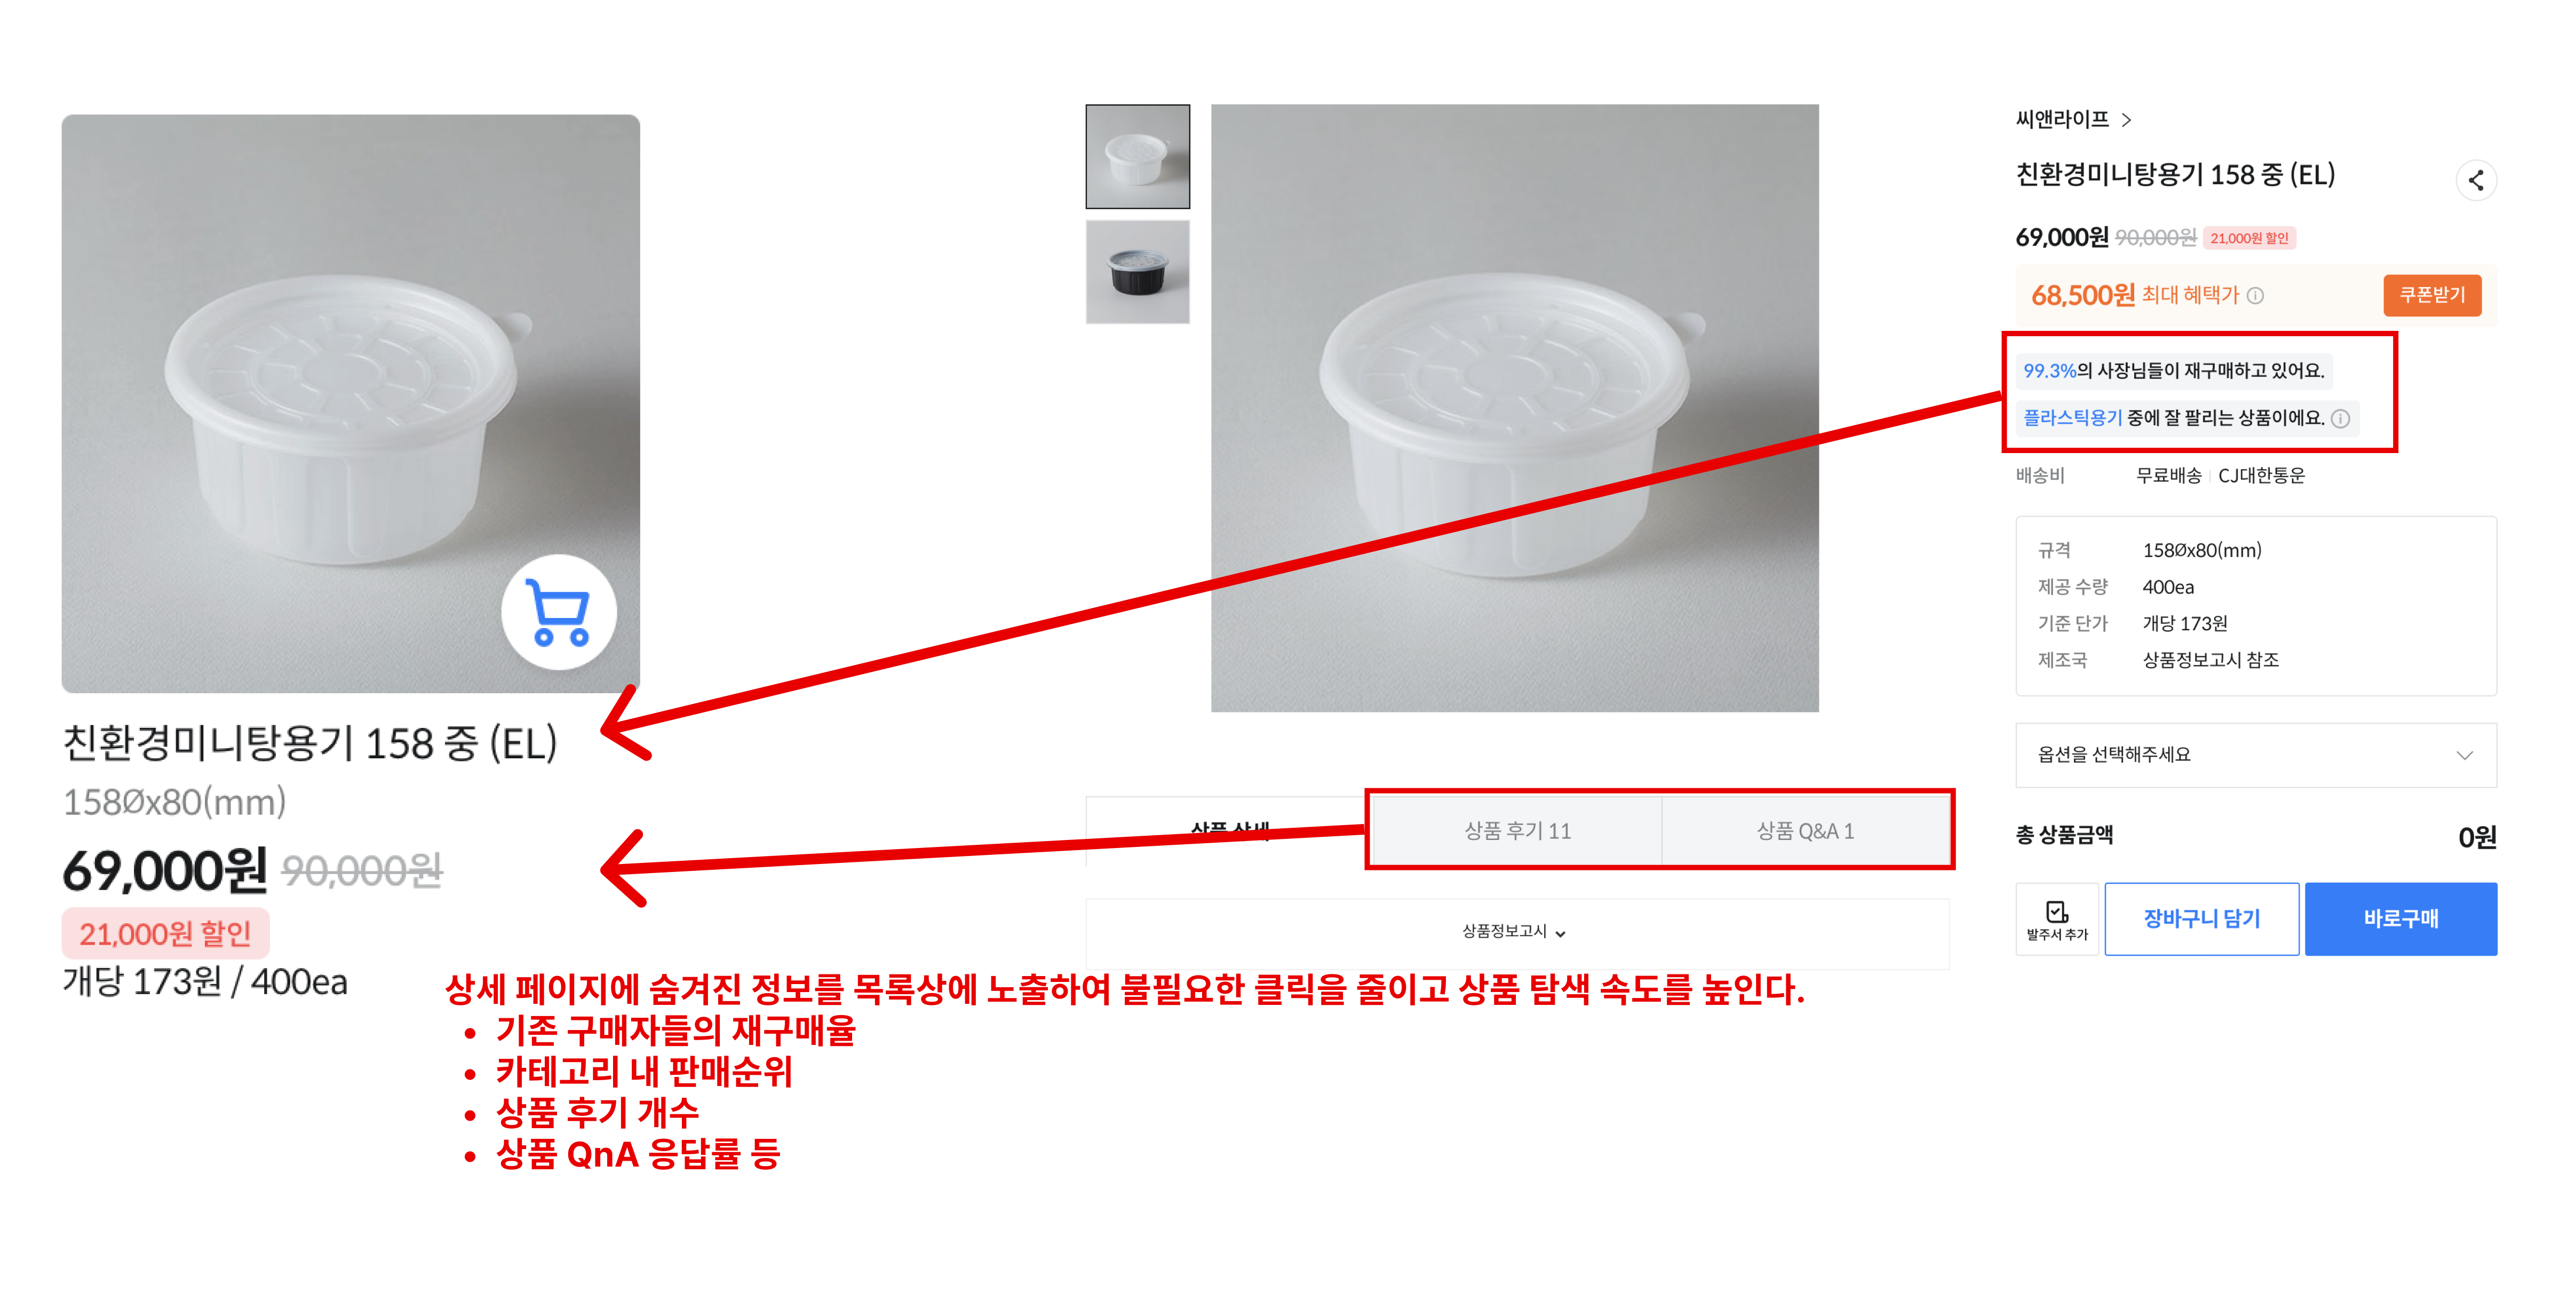 친환경미니탕용기 158 중 (EL)
158Øx80(mm)
69,000원 90,000원
21,000원 할인
개당 173원 / 400ea
상품 상세
상품 후기 11
상품 Q&A 1
상품정보고시
씨앤라이프 >
친환경미니탕용기 158 중 (EL)
69,000원 90,000원 21,000원 할인
68,500원 최대 혜택가
쿠폰받기
99.3%의 사장님들이 재구매하고 있어요.
플라스틱용기 중에 잘 팔리는 상품이에요.
배송비 무료배송 | CJ대한통운
규격 158Øx80(mm)
제공 수량 400ea
기준 단가 개당 173원
제조국 상품정보고시 참조
옵션을 선택해주세요
총 상품금액 0원
발주서 추가
장바구니 담기
바로구매
상세 페이지에 숨겨진 정보를 목록상에 노출하여 불필요한 클릭을 줄이고 상품 탐색 속도를 높인다.
• 기존 구매자들의 재구매율
• 카테고리 내 판매순위
• 상품 후기 개수
• 상품 QnA 응답률 등